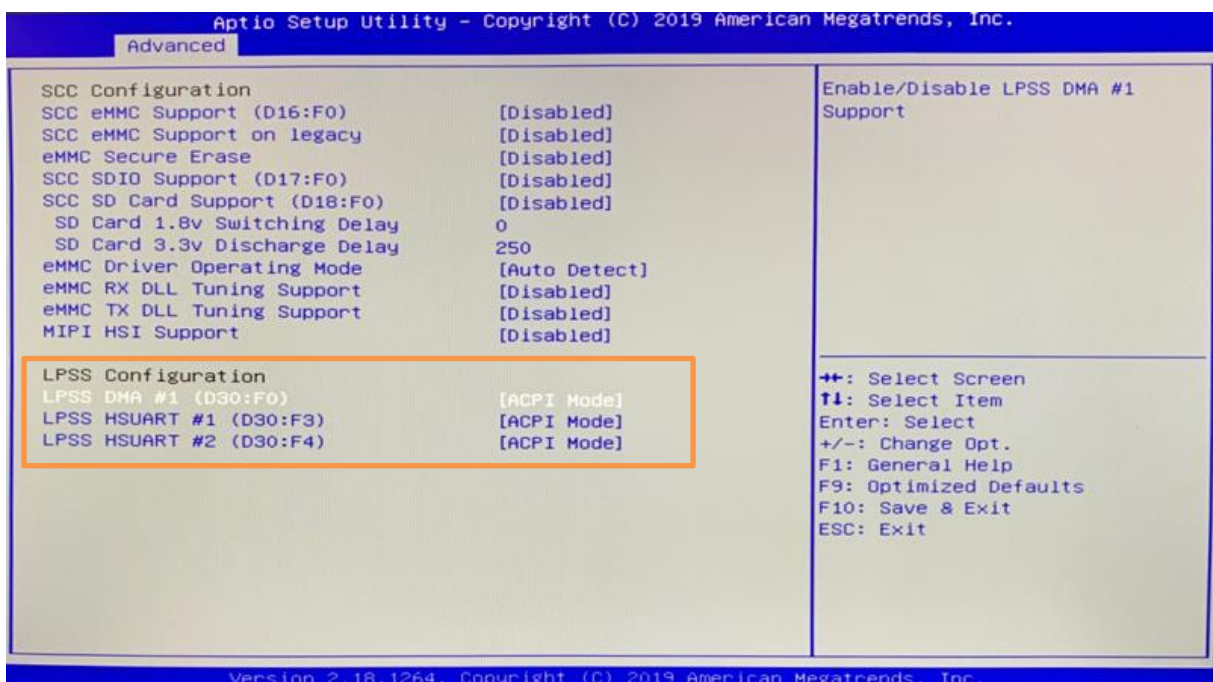 Aptio Setup Utility – Copyright (C) 2019 American Megatrends, Inc.
Advanced
SCC Configuration
SCC eMMC Support (D16:F0) [Disabled]
SCC eMMC Support on legacy [Disabled]
eMMC Secure Erase [Disabled]
SCC SDIO Support (D17:F0) [Disabled]
SCC SD Card Support (D18:F0) [Disabled]
SD Card 1.8v Switching Delay 0
SD Card 3.3v Discharge Delay 250
eMMC Driver Operating Mode [Auto Detect]
eMMC RX DLL Tuning Support [Disabled]
eMMC TX DLL Tuning Support [Disabled]
MIPI HSI Support [Disabled]
LPSS Configuration
LPSS DMA #1 (D30:F0) [ACPI Mode]
LPSS HSUART #1 (D30:F3) [ACPI Mode]
LPSS HSUART #2 (D30:F4) [ACPI Mode]
Enable/Disable LPSS DMA #1
Support
→←: Select Screen
↑↓: Select Item
Enter: Select
+/-: Change Opt.
F1: General Help
F9: Optimized Defaults
F10: Save & Exit
ESC: Exit
Version 2.18.1264. Copyright (C) 2019 American Megatrends, Inc.